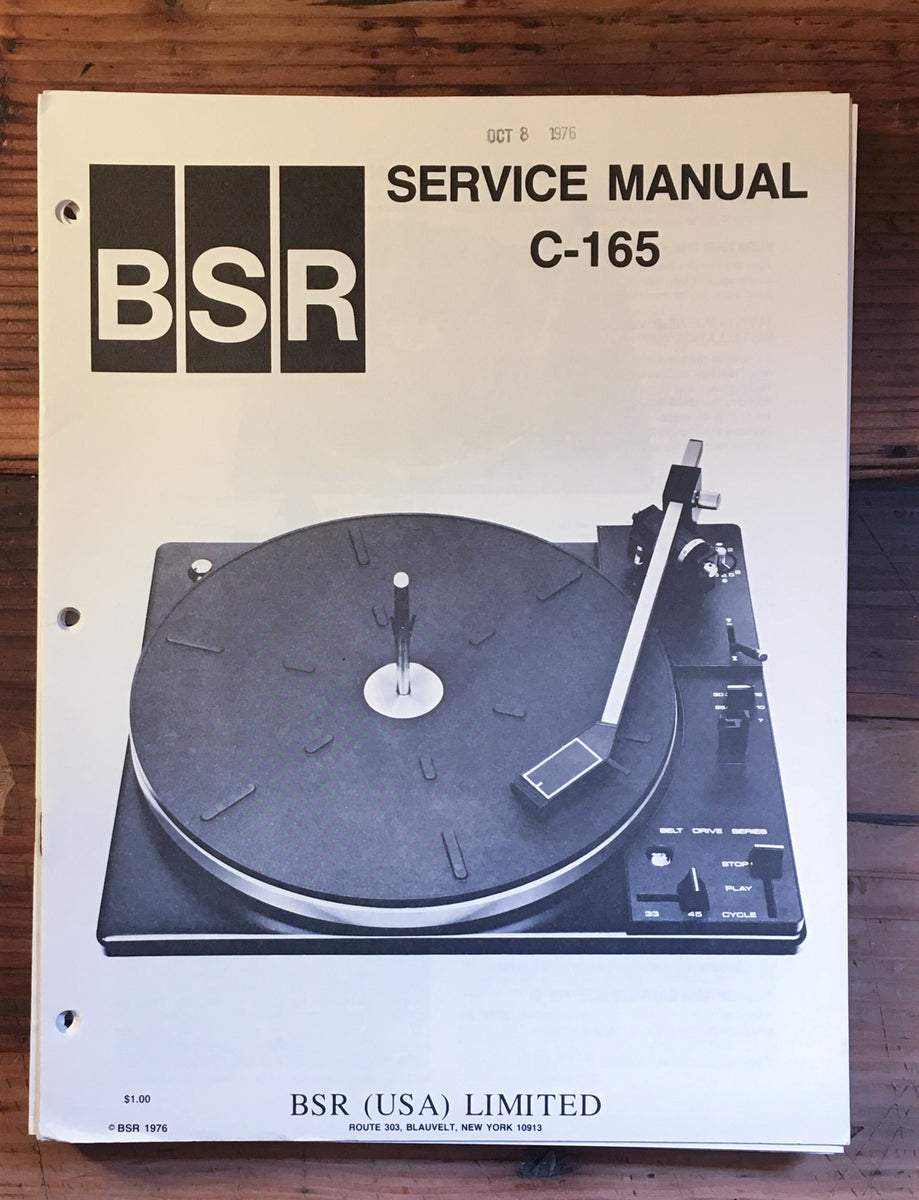 OCT 8 1976
SERVICE MANUAL
C-165
BSR
BELT DRIVE SERIES
STOP
PLAY
33 45 CYCLE
$1.00
BSR (USA) LIMITED
© BSR 1976
ROUTE 303, BLAUVELT, NEW YORK 10913